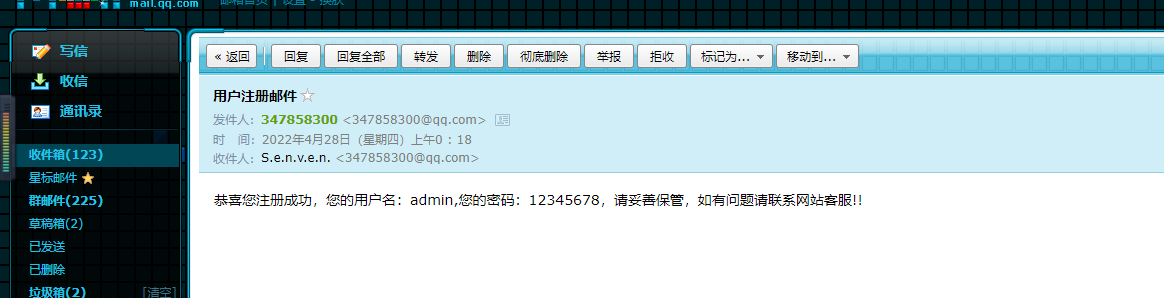 mail.qq.com
邮箱首页 | 设置 - 换肤
写信
收信
通讯录
收件箱(123)
星标邮件
群邮件(225)
草稿箱(2)
已发送
已删除
垃圾箱(2) [清空]
« 返回 回复 回复全部 转发 删除 彻底删除 举报 拒收 标记为... 移动到...
用户注册邮件
发件人：347858300 <347858300@qq.com>
时　间：2022年4月28日（星期四）上午0：18
收件人：S.e.n.v.e.n. <347858300@qq.com>
恭喜您注册成功，您的用户名：admin,您的密码：12345678，请妥善保管，如有问题请联系网站客服!!